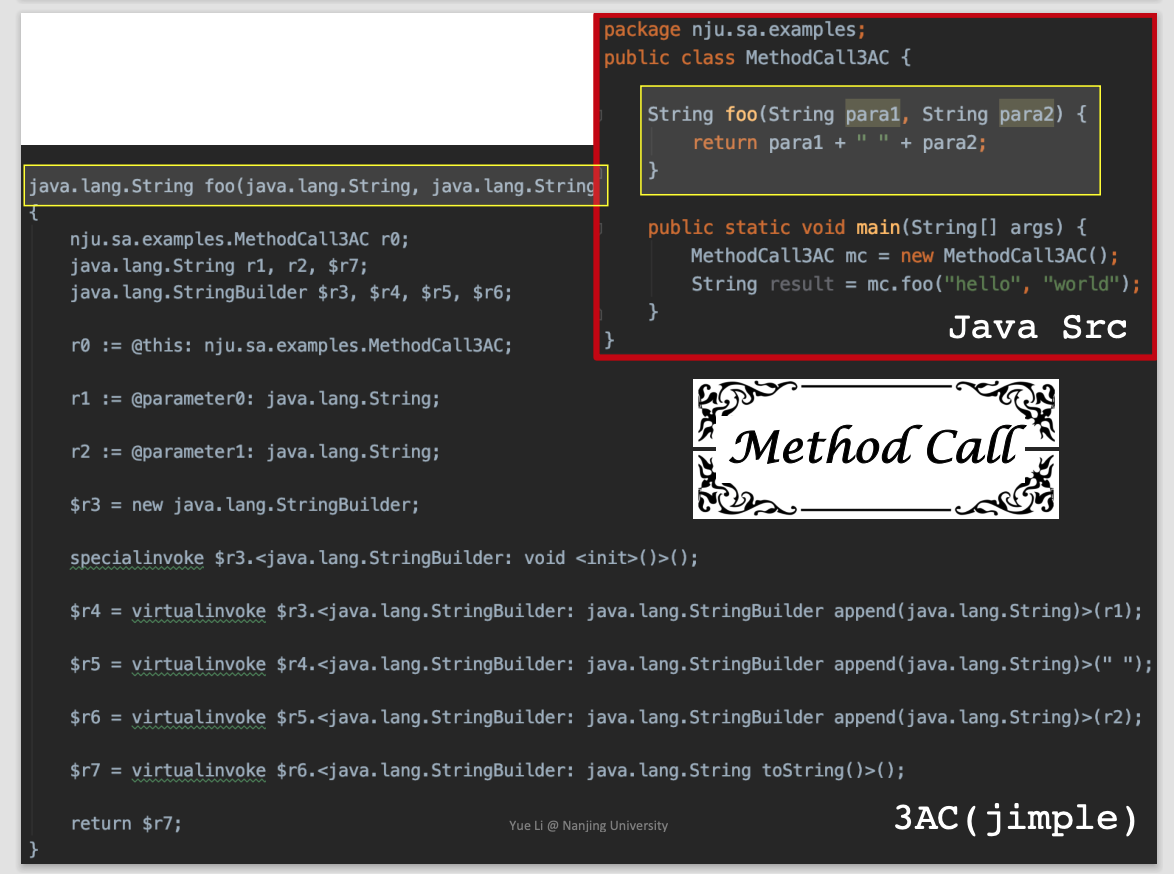 package nju.sa.examples;
public class MethodCall3AC {
String foo(String para1, String para2) {
return para1 + " " + para2;
}
public static void main(String[] args) {
MethodCall3AC mc = new MethodCall3AC();
String result = mc.foo("hello", "world");
}
}
Java Src
Method Call
java.lang.String foo(java.lang.String, java.lang.String
{
nju.sa.examples.MethodCall3AC r0;
java.lang.String r1, r2, $r7;
java.lang.StringBuilder $r3, $r4, $r5, $r6;
r0 := @this: nju.sa.examples.MethodCall3AC;
r1 := @parameter0: java.lang.String;
r2 := @parameter1: java.lang.String;
$r3 = new java.lang.StringBuilder;
specialinvoke $r3.<java.lang.StringBuilder: void <init>()>();
$r4 = virtualinvoke $r3.<java.lang.StringBuilder: java.lang.StringBuilder append(java.lang.String)>(r1);
$r5 = virtualinvoke $r4.<java.lang.StringBuilder: java.lang.StringBuilder append(java.lang.String)>(" ");
$r6 = virtualinvoke $r5.<java.lang.StringBuilder: java.lang.StringBuilder append(java.lang.String)>(r2);
$r7 = virtualinvoke $r6.<java.lang.StringBuilder: java.lang.String toString()>();
return $r7;
}
Yue Li @ Nanjing University
3AC(jimple)